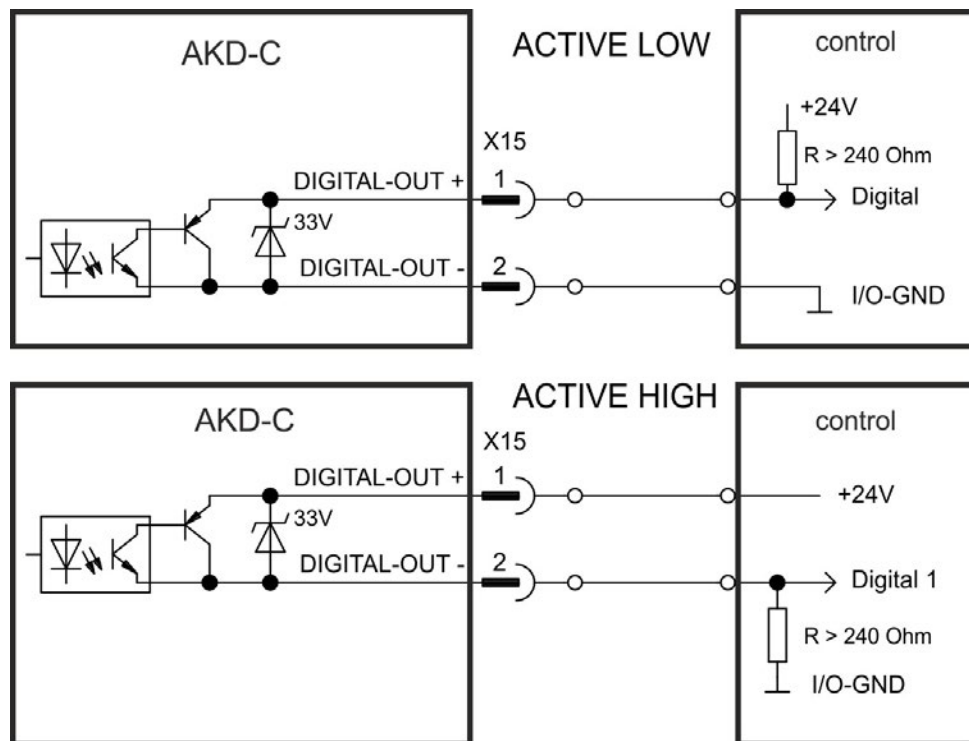 AKD-C
ACTIVE LOW
control
+24V
X15
R > 240 Ohm
DIGITAL-OUT +
1
Digital
33V
DIGITAL-OUT -
2
I/O-GND
AKD-C
ACTIVE HIGH
control
X15
DIGITAL-OUT +
1
+24V
33V
DIGITAL-OUT -
2
Digital 1
R > 240 Ohm
I/O-GND